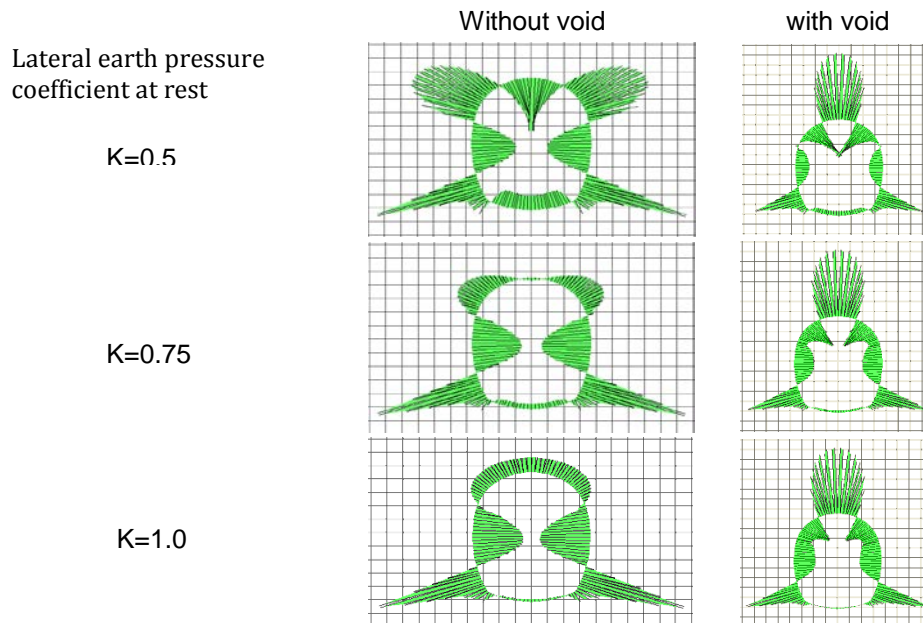 Without void
with void
Lateral earth pressure
coefficient at rest
K=0.5
K=0.75
K=1.0